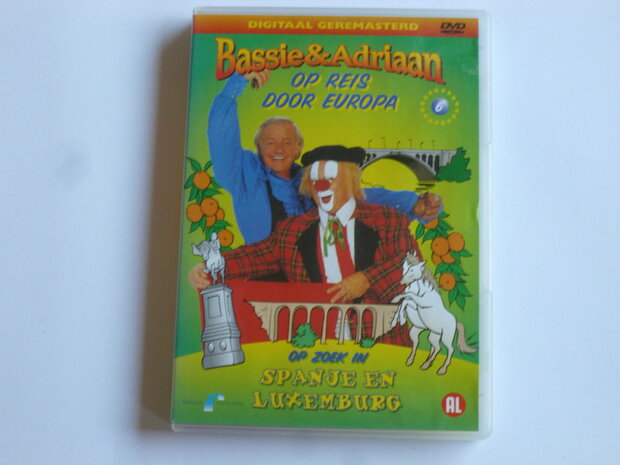 DIGITAAL GEREMASTERD
DVD
Bassie & Adriaan
OP REIS
DOOR EUROPA
6
OP ZOEK IN
SPANJE EN
LUXEMBURG
AL